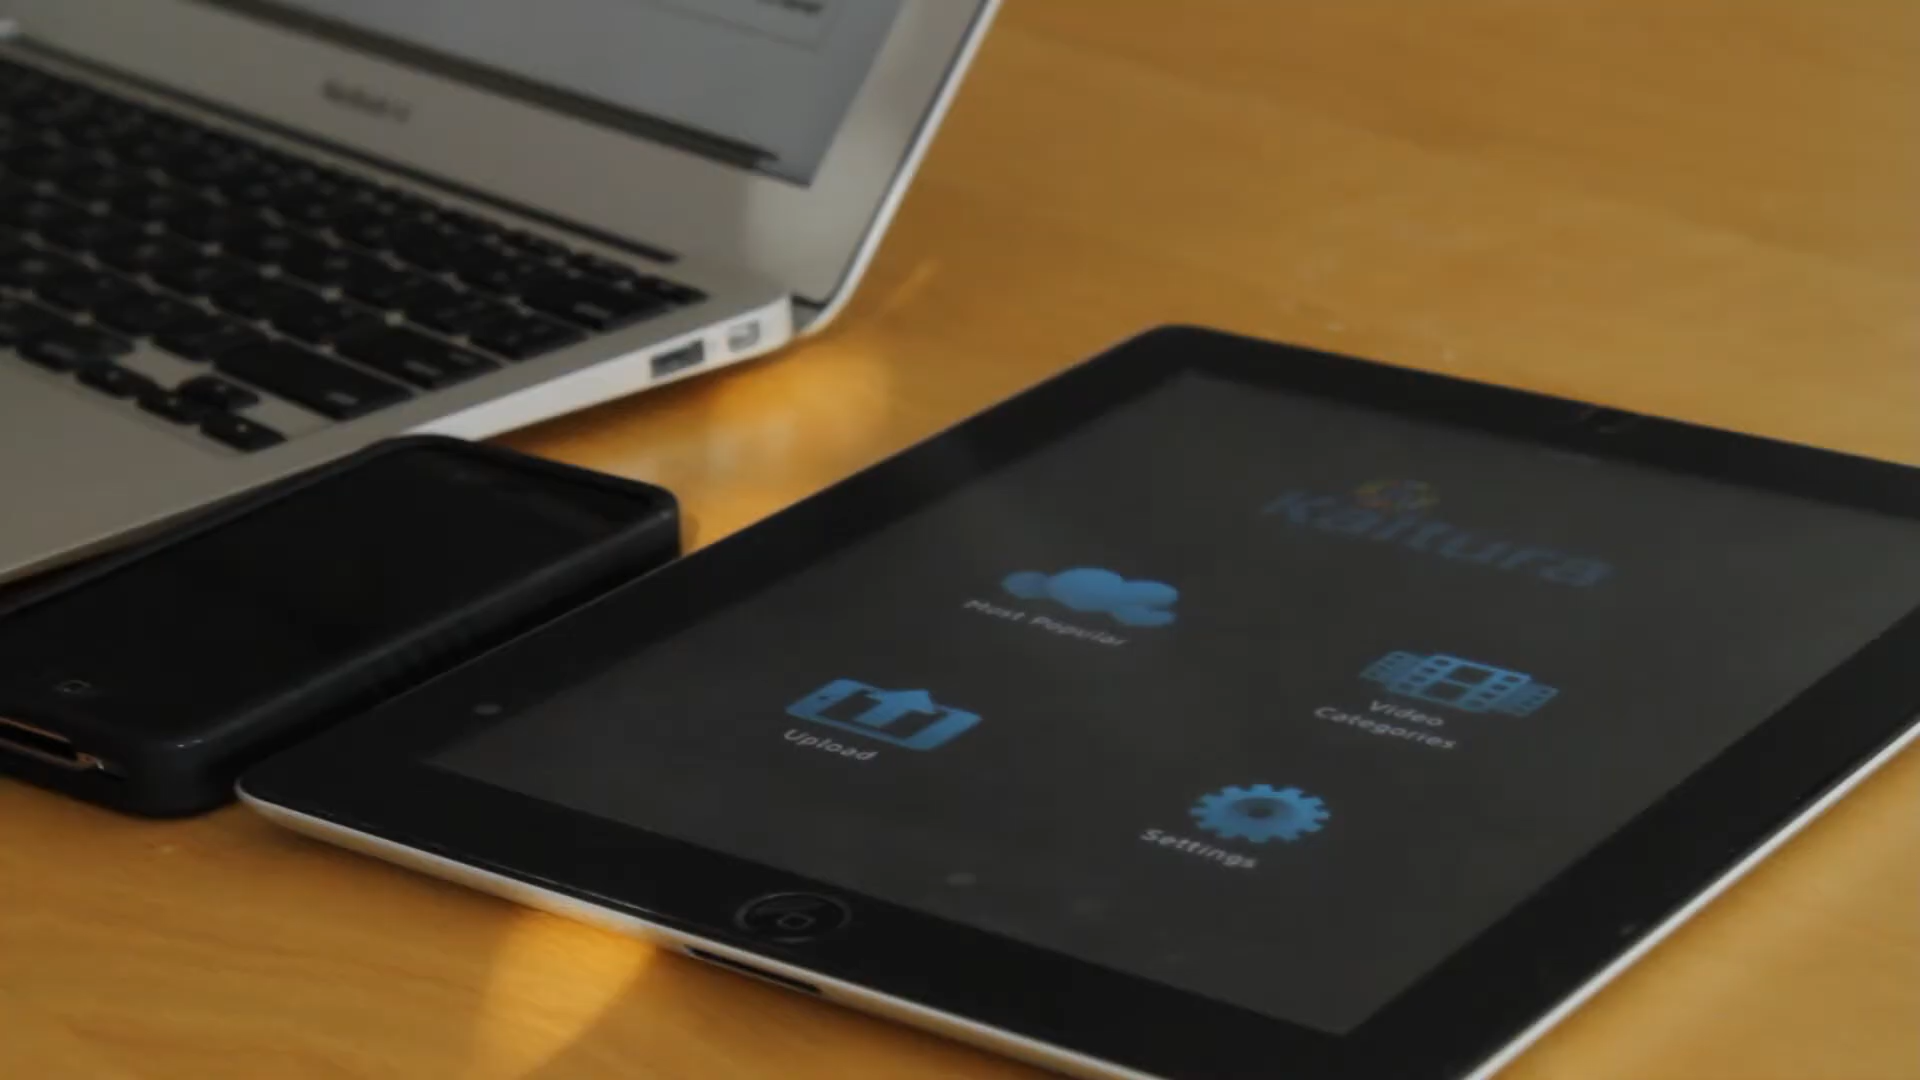 Kaltura
Most Popular
Video
Categories
Upload
Settings